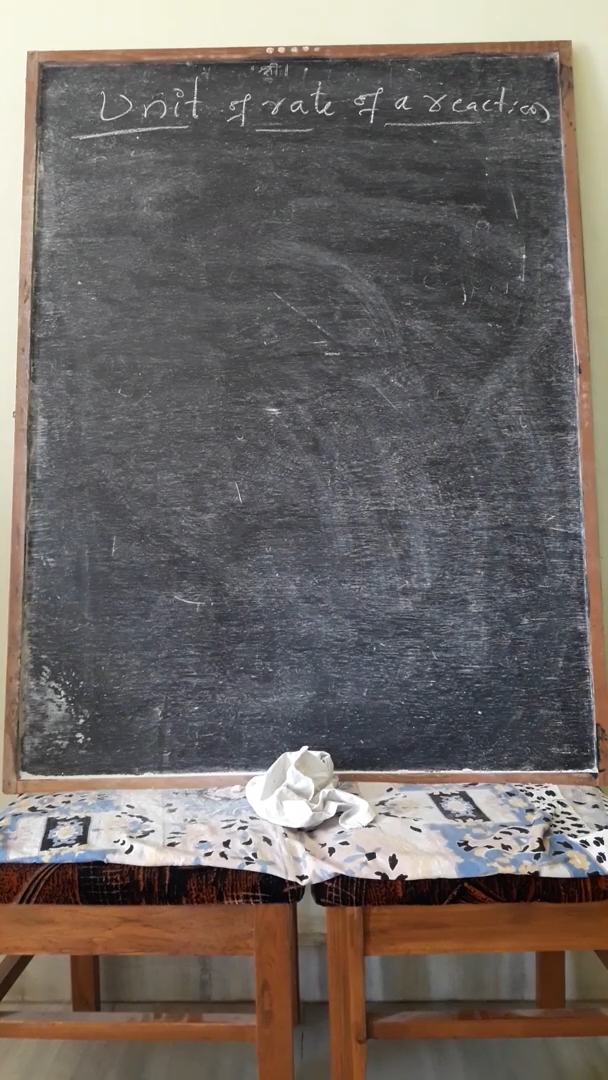 श्री।
Unit of rate of a reaction